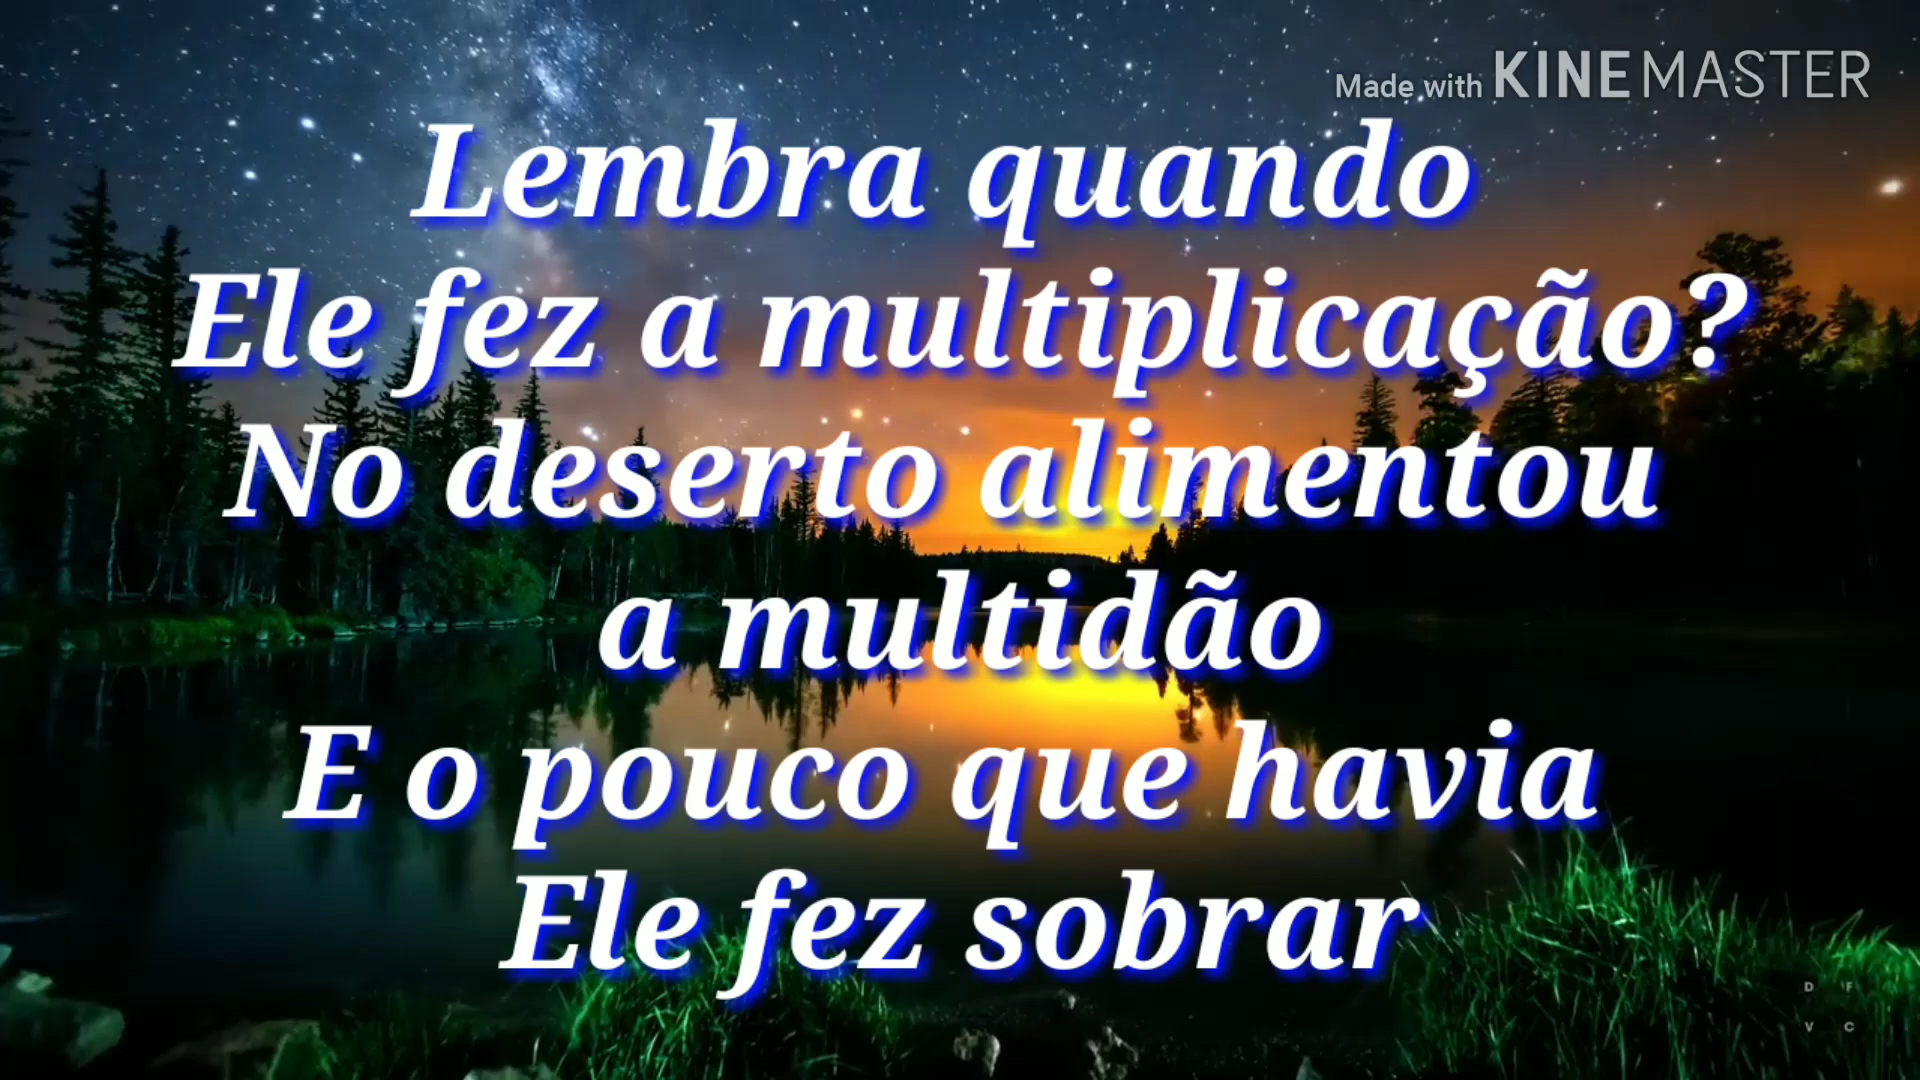 Made with KINEMASTER
Lembra quando
Ele fez a multiplicação?
No deserto alimentou
a multidão
E o pouco que havia
Ele fez sobrar
D F
V C